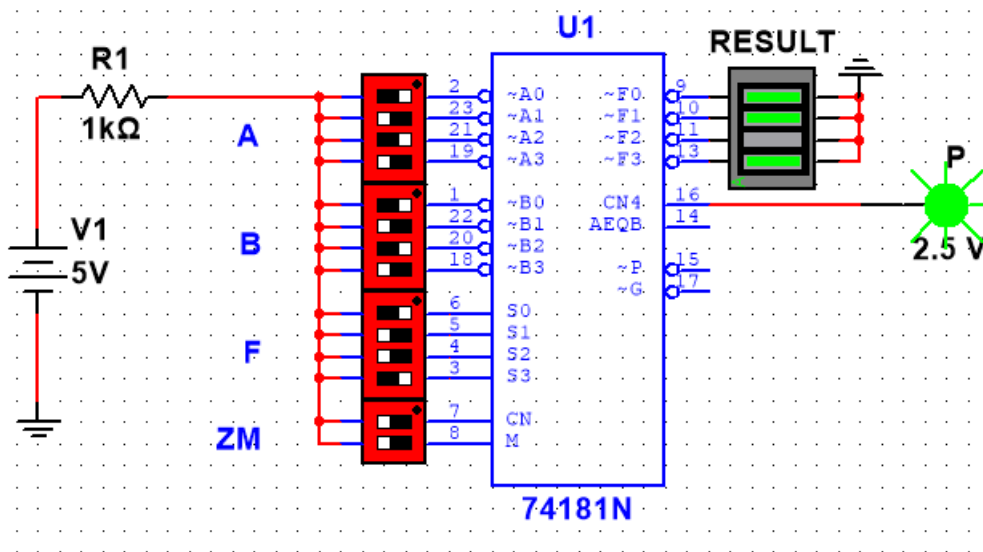 U1
RESULT
R1
1kΩ
A
2 ~A0 ~F0 9
23 ~A1 ~F1 10
21 ~A2 ~F2 11
19 ~A3 ~F3 13
P
V1
5V
B
1 ~B0 CN4 16
22 ~B1 AEQB 14
20 ~B2
18 ~B3 ~P 15
~G 17
2.5 V
F
6 S0
5 S1
4 S2
3 S3
ZM
7 CN
8 M
74181N